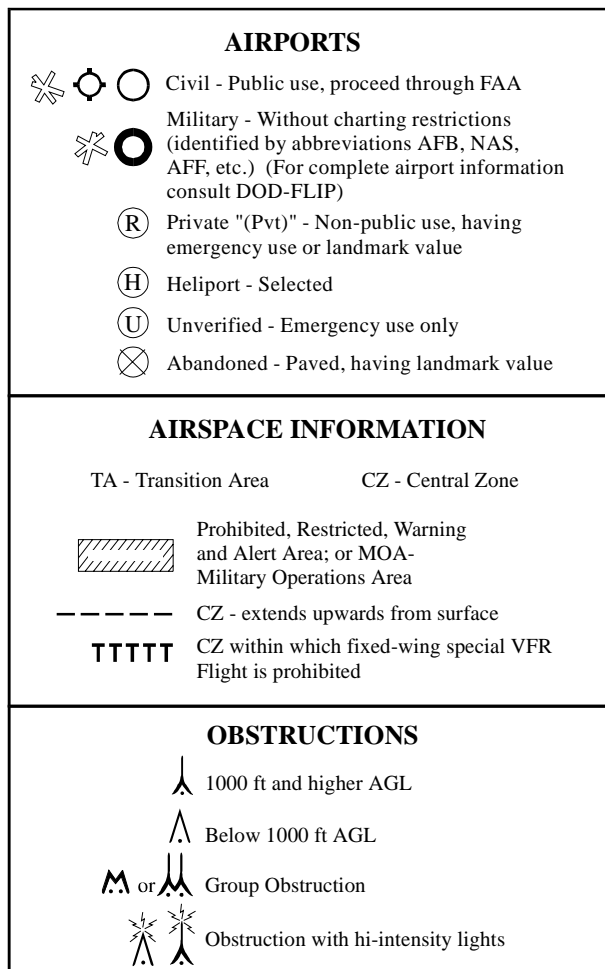 AIRPORTS
Civil - Public use, proceed through FAA
Military - Without charting restrictions
(identified by abbreviations AFB, NAS,
AFF, etc.) (For complete airport information
consult DOD-FLIP)
R Private "(Pvt)" - Non-public use, having
emergency use or landmark value
H Heliport - Selected
U Unverified - Emergency use only
Abandoned - Paved, having landmark value
AIRSPACE INFORMATION
TA - Transition Area CZ - Central Zone
Prohibited, Restricted, Warning
and Alert Area; or MOA-
Military Operations Area
CZ - extends upwards from surface
TTTTT CZ within which fixed-wing special VFR
Flight is prohibited
OBSTRUCTIONS
1000 ft and higher AGL
Below 1000 ft AGL
or Group Obstruction
Obstruction with hi-intensity lights